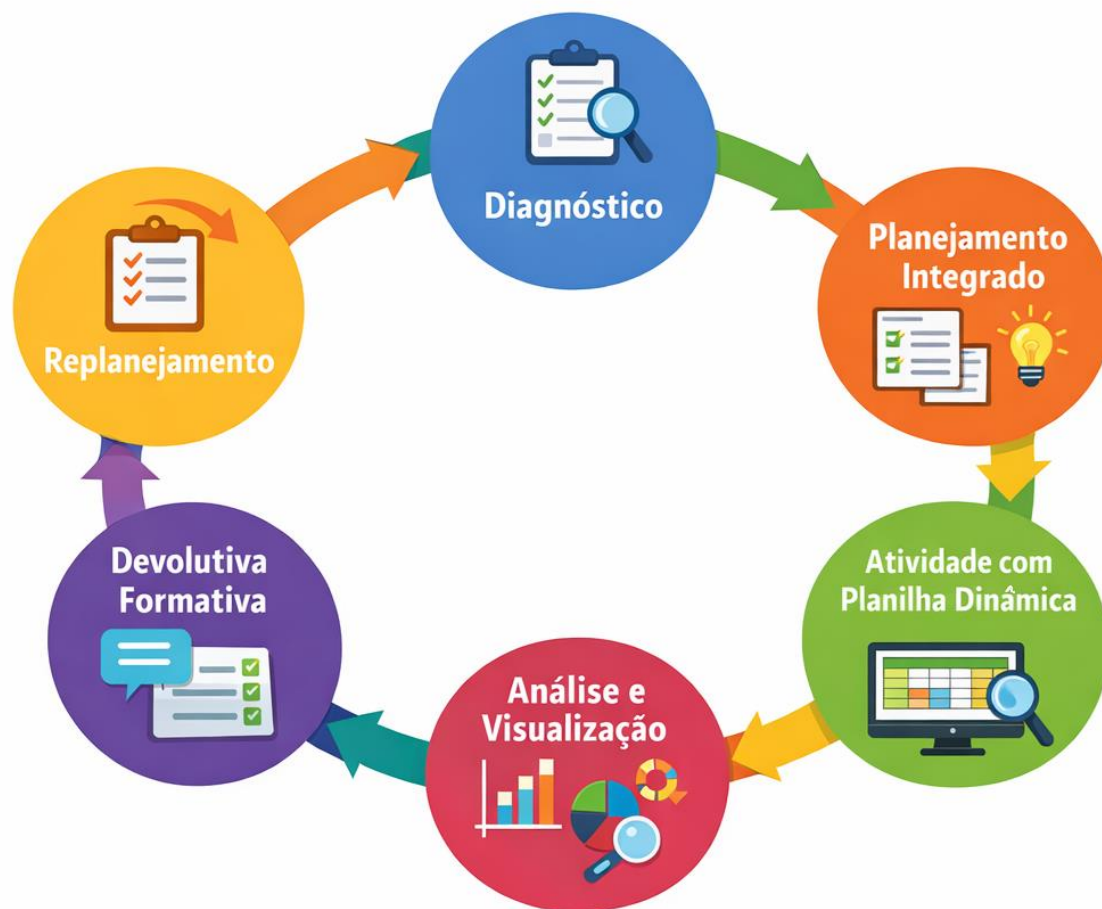 Diagnóstico
Planejamento
Integrado
Atividade com
Planilha Dinâmica
Análise e
Visualização
Devolutiva
Formativa
Replanejamento